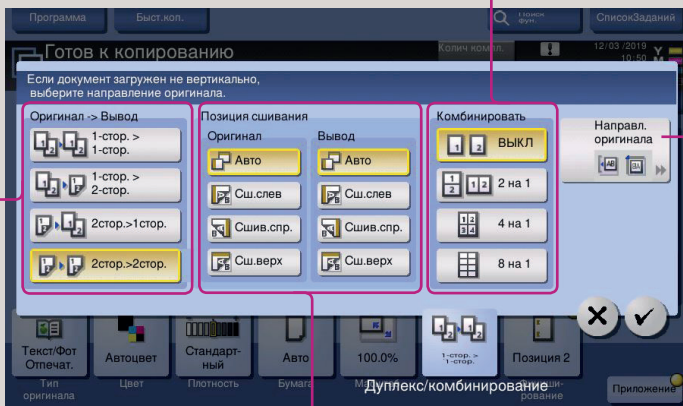 Программа
Быст.коп.
Поиск
фун.
СписокЗаданий
Готов к копированию
Колич компл.
12/03 /2019
10:50
Y
M
Если документ загружен не вертикально,
выберите направление оригинала.
Оригинал -> Вывод
1-стор. >
1-стор.
1-стор. >
2-стор.
2стор.>1стор.
2стор.>2стор.
Позиция сшивания
Оригинал
Вывод
Авто
Авто
Сш.слев
Сш.слев
Сшив.спр.
Сшив.спр.
Сш.верх
Сш.верх
Комбинировать
ВЫКЛ
2 на 1
4 на 1
8 на 1
Направл.
оригинала
Текст/Фот
Отпечат.
Автоцвет
Стандарт-
ный
Авто
100.0%
1-стор. >
1-стор.
Позиция 2
Тип
оригинала
Цвет
Плотность
Бумага
Дуплекс/комбинирование
рование
Приложение